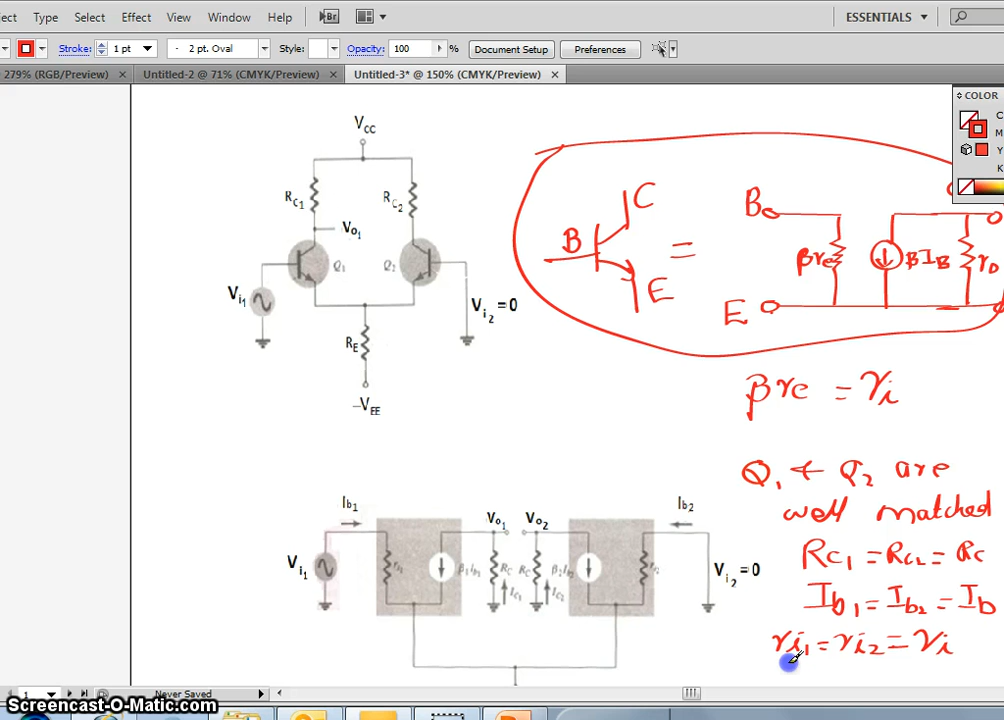 ect Type Select Effect View Window Help Br ESSENTIALS
Stroke: 1 pt 2 pt. Oval Style: Opacity: 100 % Document Setup Preferences
279% (RGB/Preview) × Untitled-2 @ 71% (CMYK/Preview) × Untitled-3* @ 150% (CMYK/Preview) ×
COLOR
C
M
Y
K
VCC
RC1
RC2
Vo1
Q1
Q2
Vi1
Vi2 = 0
RE
-VEE
B C E =
B βre βIB ro
E
βre = ri
Q1 + Q2 are
well matched
RC1 = RC2 = RC
Ib1 = Ib2 = Ib
ri1 = ri2 = ri
Ib1
Vo1 Vo2
Ib2
Vi1
ri1
β1Ib1
RC
RC
β2Ib2
ri2
Vi2 = 0
IC1
IC2
1
Never Saved
Screencast-O-Matic.com